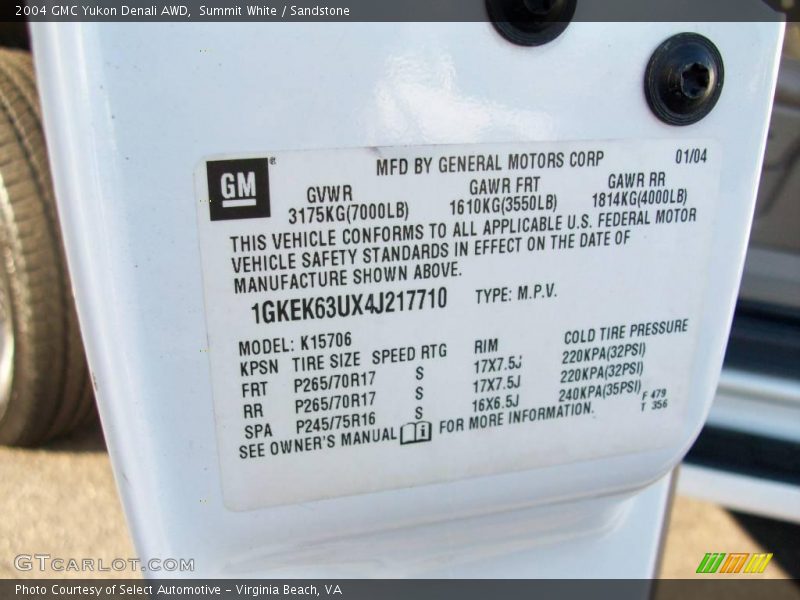 2004 GMC Yukon Denali AWD, Summit White / Sandstone
GM®
MFD BY GENERAL MOTORS CORP 01/04
GVWR GAWR FRT GAWR RR
3175KG(7000LB) 1610KG(3550LB) 1814KG(4000LB)
THIS VEHICLE CONFORMS TO ALL APPLICABLE U.S. FEDERAL MOTOR
VEHICLE SAFETY STANDARDS IN EFFECT ON THE DATE OF
MANUFACTURE SHOWN ABOVE.
1GKEK63UX4J217710 TYPE: M.P.V.
MODEL: K15706
KPSN TIRE SIZE SPEED RTG RIM COLD TIRE PRESSURE
FRT P265/70R17 S 17X7.5J 220KPA(32PSI)
RR P265/70R17 S 17X7.5J 220KPA(32PSI)
SPA P245/75R16 S 16X6.5J 240KPA(35PSI)
F 479
T 356
SEE OWNER'S MANUAL FOR MORE INFORMATION.
GTCARLOT.COM
Photo Courtesy of Select Automotive - Virginia Beach, VA